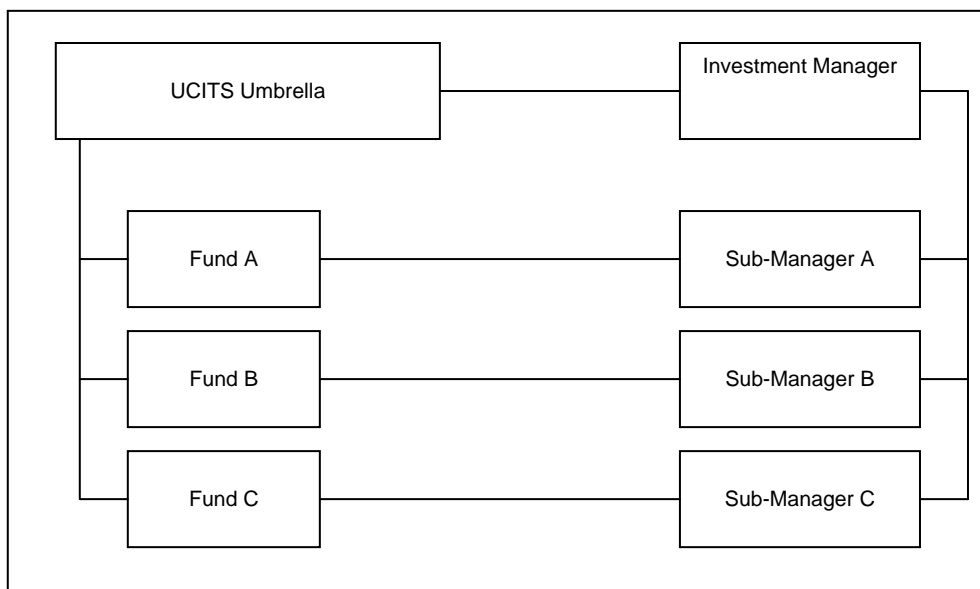 UCITS Umbrella
Investment Manager
Fund A
Sub-Manager A
Fund B
Sub-Manager B
Fund C
Sub-Manager C